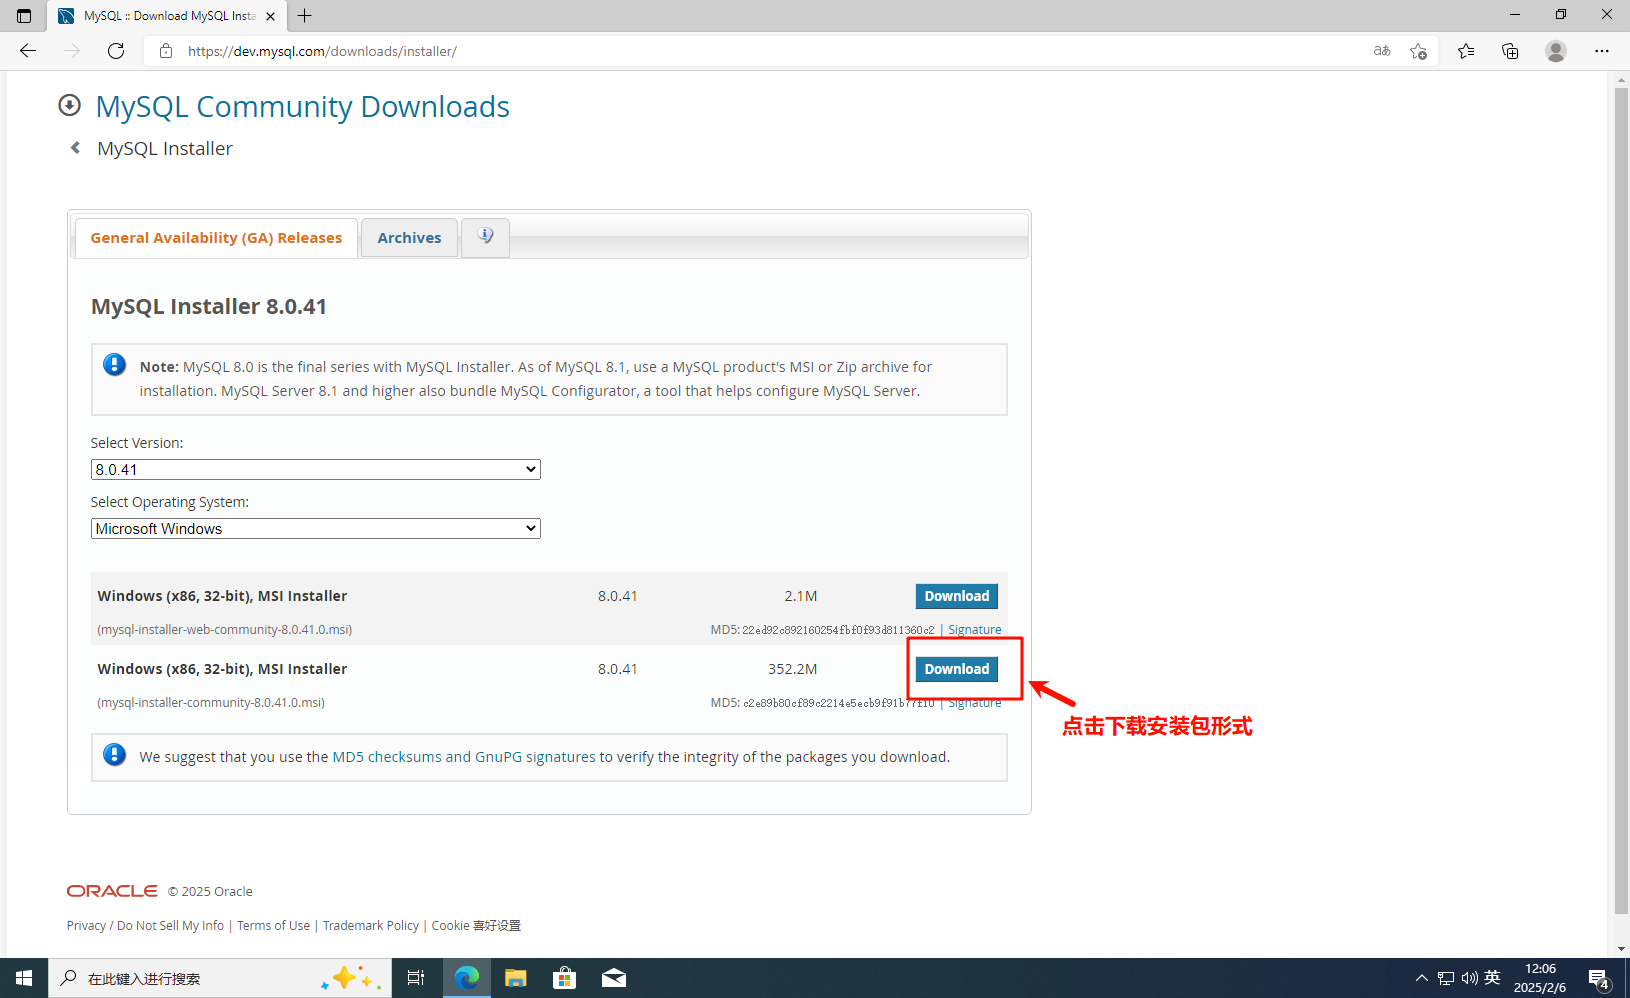 MySQL :: Download MySQL Insta
https://dev.mysql.com/downloads/installer/
MySQL Community Downloads
MySQL Installer
General Availability (GA) Releases
Archives
MySQL Installer 8.0.41
Note: MySQL 8.0 is the final series with MySQL Installer. As of MySQL 8.1, use a MySQL product's MSI or Zip archive for
installation. MySQL Server 8.1 and higher also bundle MySQL Configurator, a tool that helps configure MySQL Server.
Select Version:
8.0.41
Select Operating System:
Microsoft Windows
Windows (x86, 32-bit), MSI Installer 8.0.41 2.1M Download
(mysql-installer-web-community-8.0.41.0.msi) MD5: 22ed92c892160254fbf0f93d811360c2 | Signature
Windows (x86, 32-bit), MSI Installer 8.0.41 352.2M Download
(mysql-installer-community-8.0.41.0.msi) MD5: c2e89b80cf89c2214e5ecb9f91b77f10 | Signature
点击下载安装包形式
We suggest that you use the MD5 checksums and GnuPG signatures to verify the integrity of the packages you download.
ORACLE © 2025 Oracle
Privacy / Do Not Sell My Info | Terms of Use | Trademark Policy | Cookie 喜好设置
在此键入进行搜索
英
12:06
2025/2/6
4